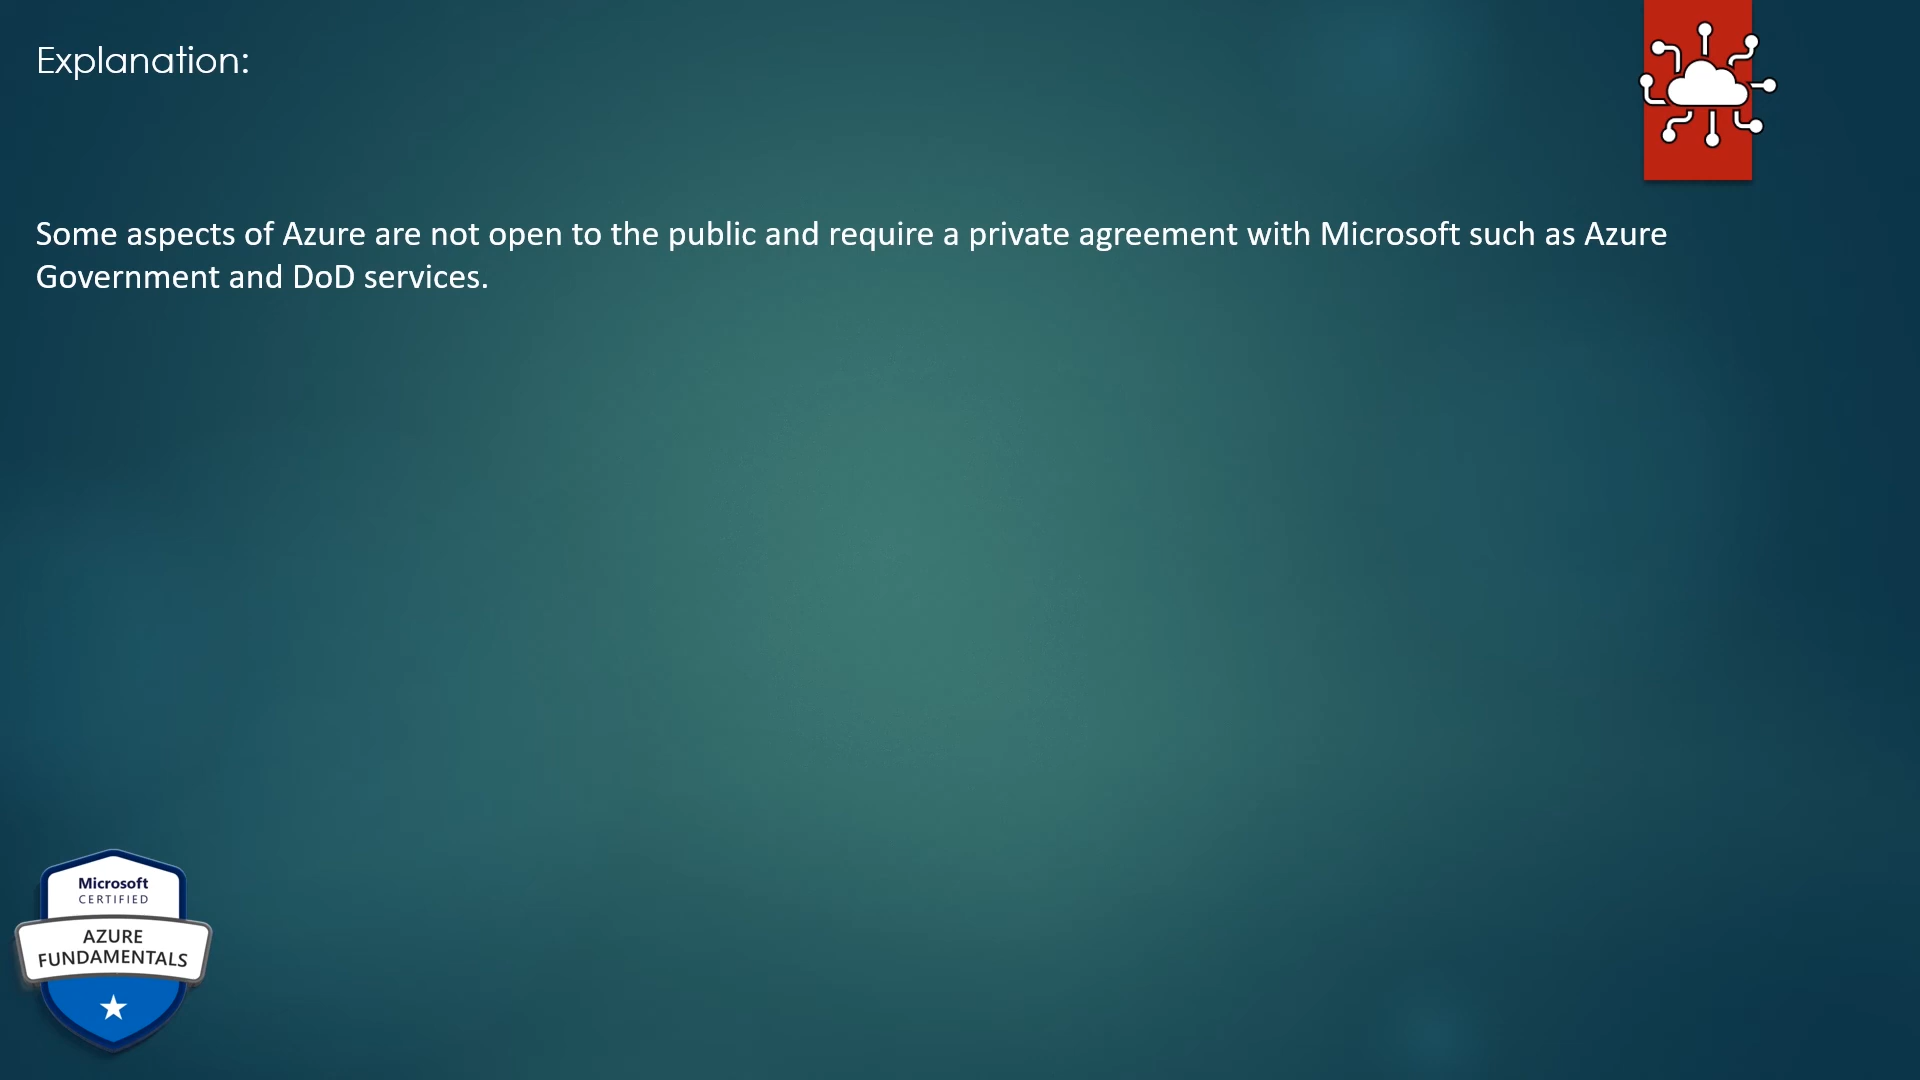 Explanation:
Some aspects of Azure are not open to the public and require a private agreement with Microsoft such as Azure
Government and DoD services.
Microsoft
CERTIFIED
AZURE
FUNDAMENTALS